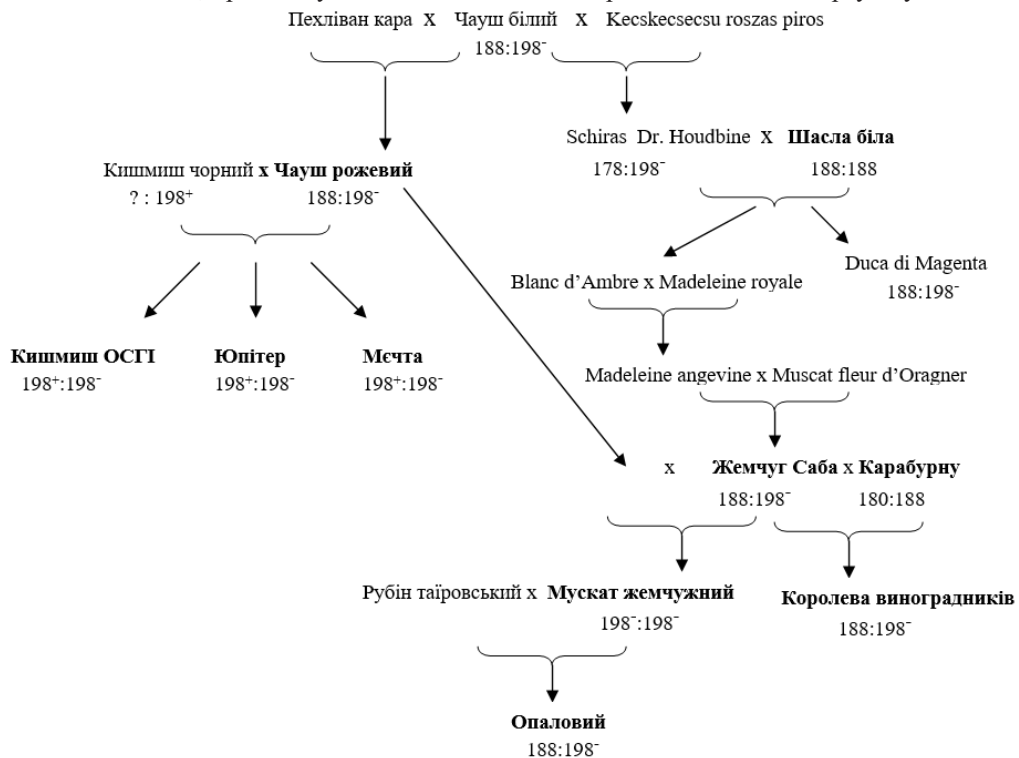 Пехліван кара х Чауш білий х Kecskecsecsu roszas piros
188:198⁻
Schiras Dr. Houdbine х Шасла біла
178:198⁻ 188:188
Кишмиш чорний х Чауш рожевий
? : 198⁺ 188:198⁻
Duca di Magenta
188:198⁻
Blanc d’Ambre x Madeleine royale
Кишмиш ОСГІ Юпітер Мєчта
198⁺:198⁻ 198⁺:198⁻ 198⁺:198⁻
Madeleine angevine x Muscat fleur d’Oragner
х Жемчуг Саба х Карабурну
188:198⁻ 180:188
Рубін таїровський х Мускат жемчужний
198⁻:198⁻
Королева виноградників
188:198⁻
Опаловий
188:198⁻